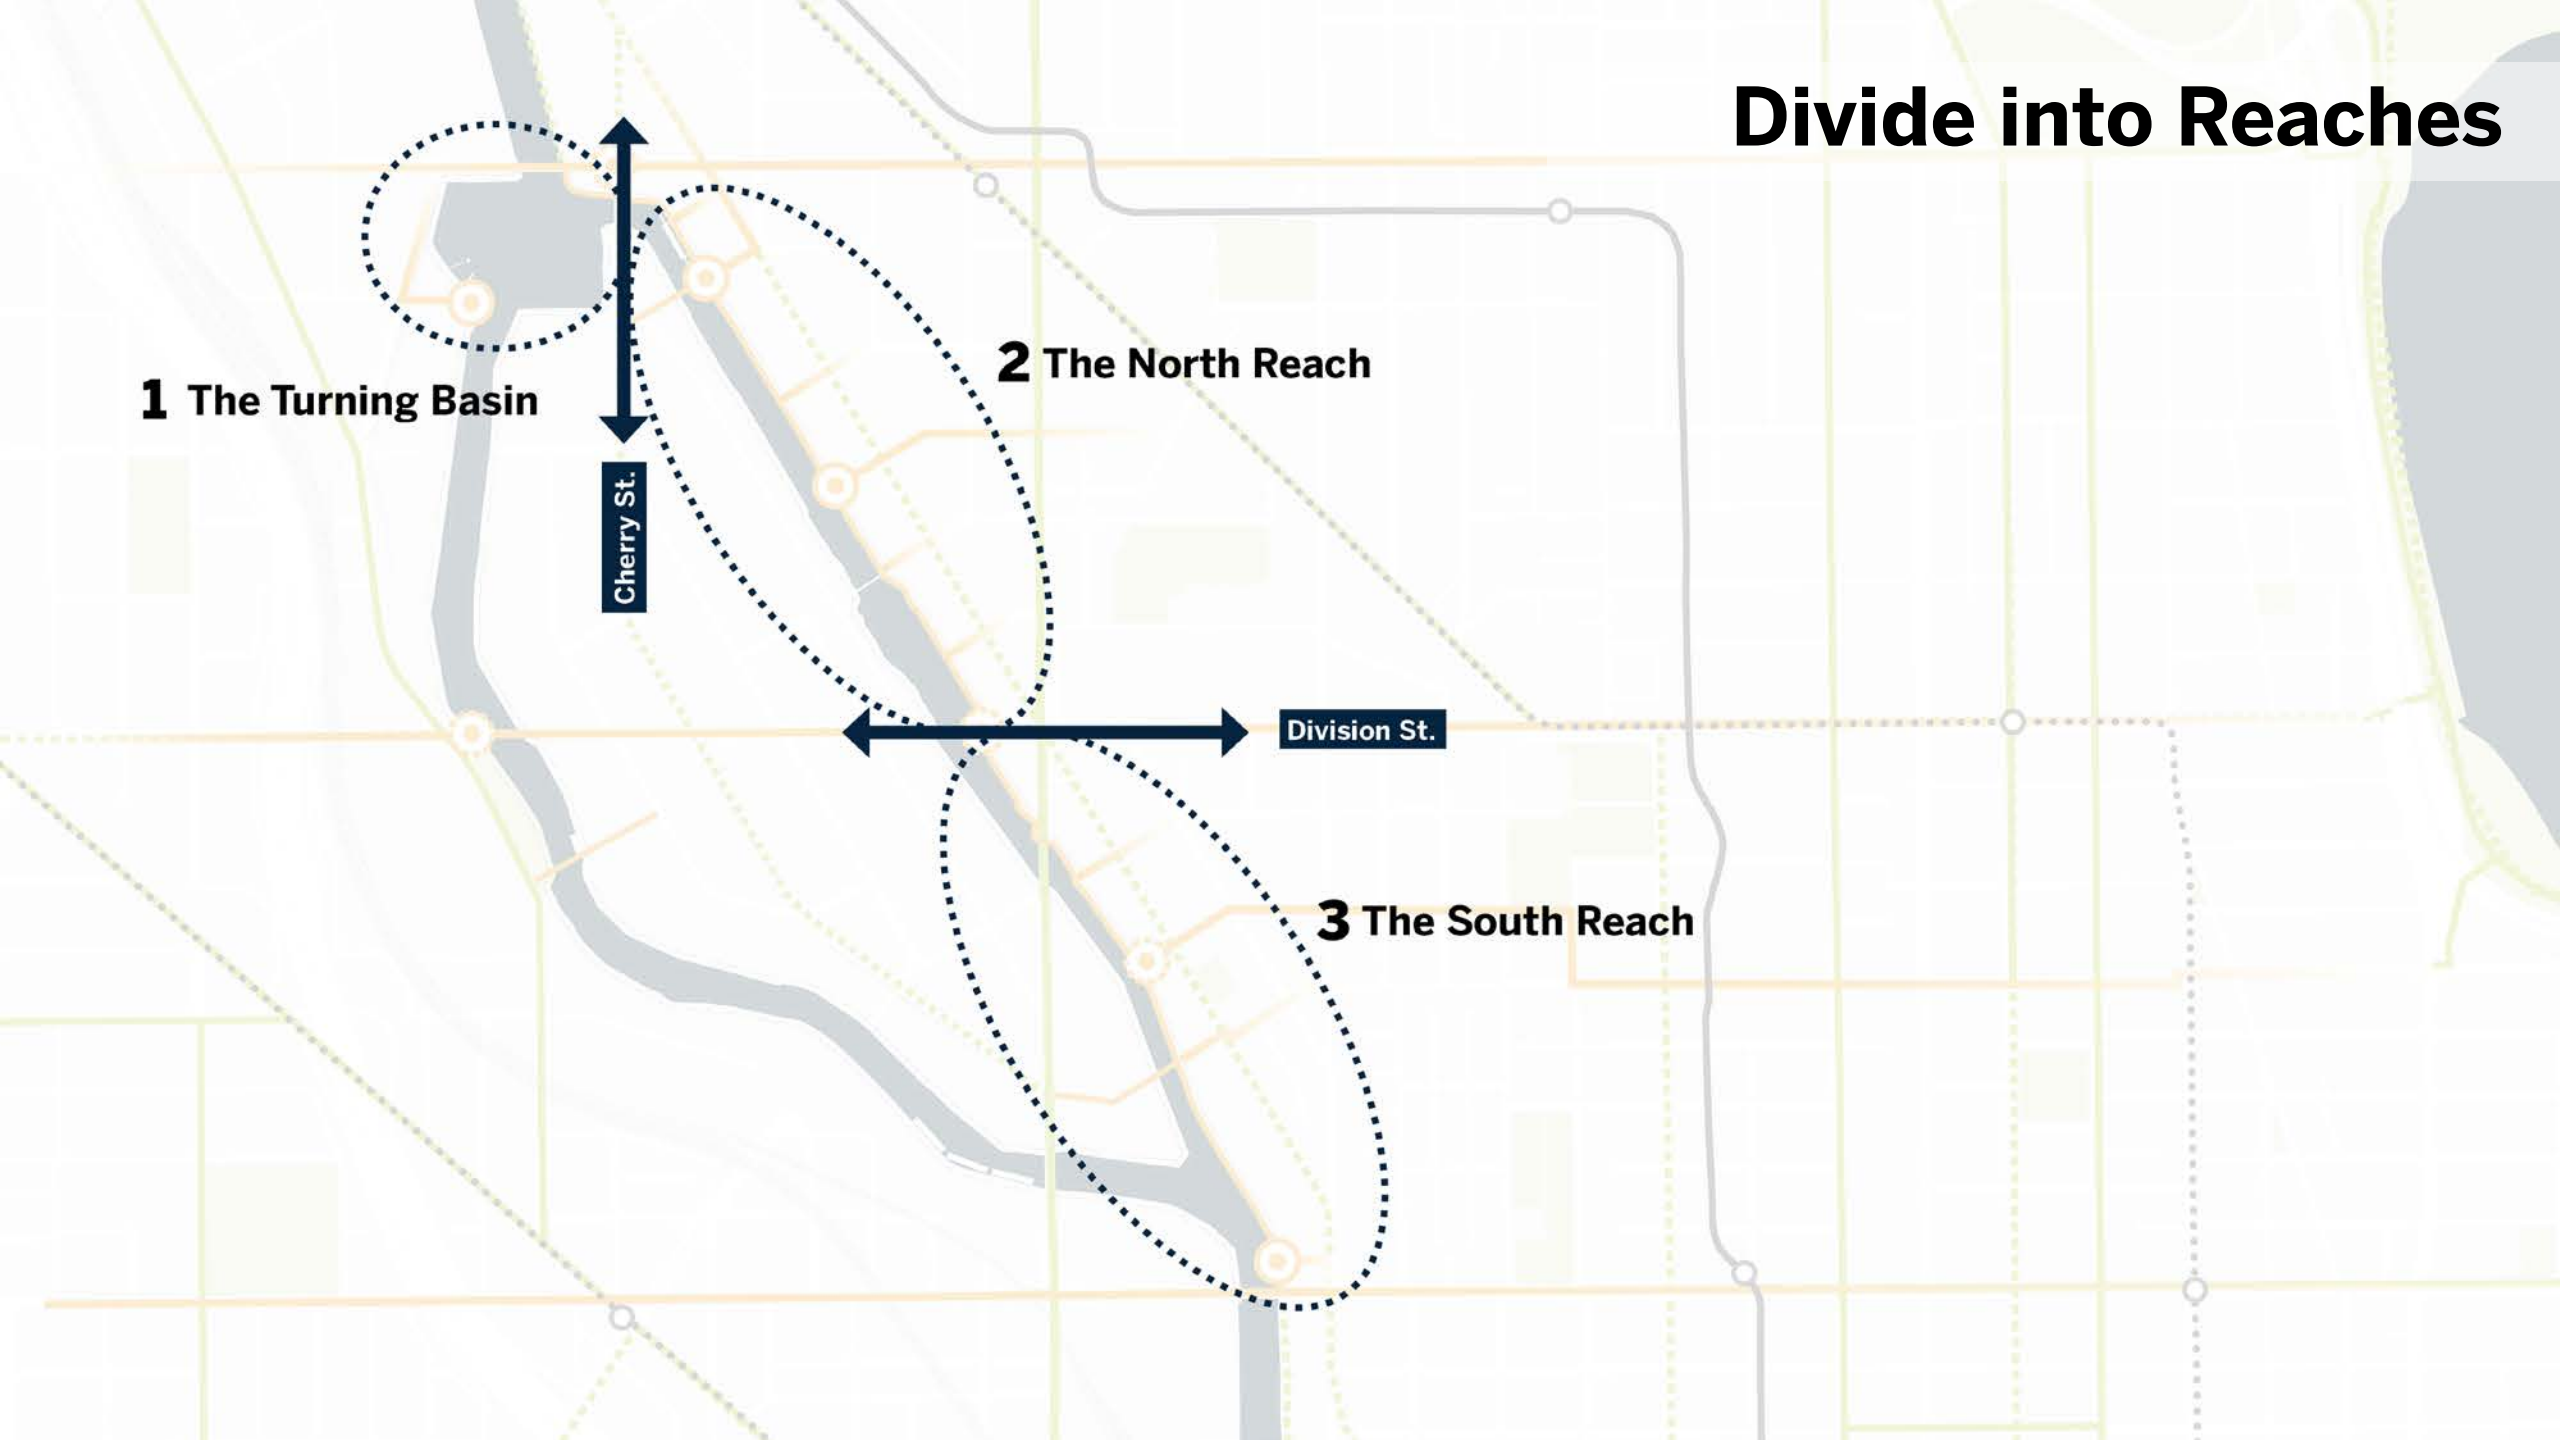 Divide into Reaches
2 The North Reach
1 The Turning Basin
Cherry St.
Division St.
3 The South Reach